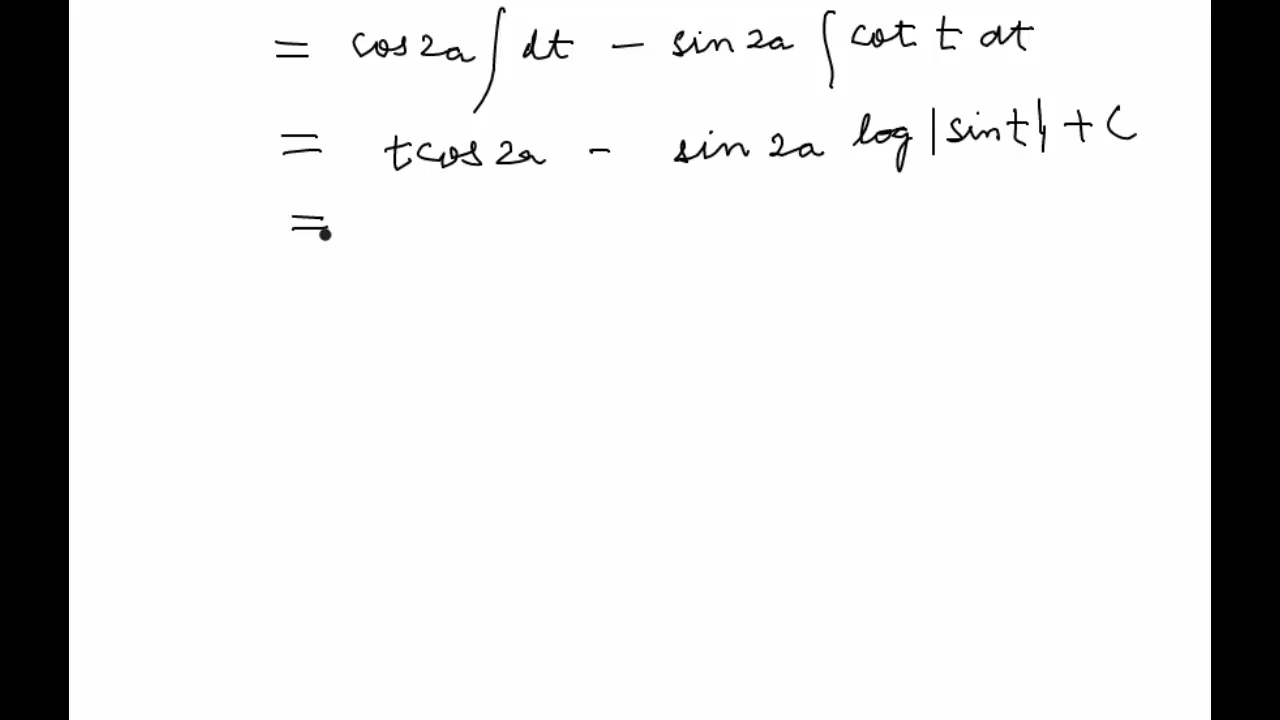 = cos 2a ∫ dt - sin 2a ∫ cot t dt
= t cos 2a - sin 2a log |sin t| + C
=